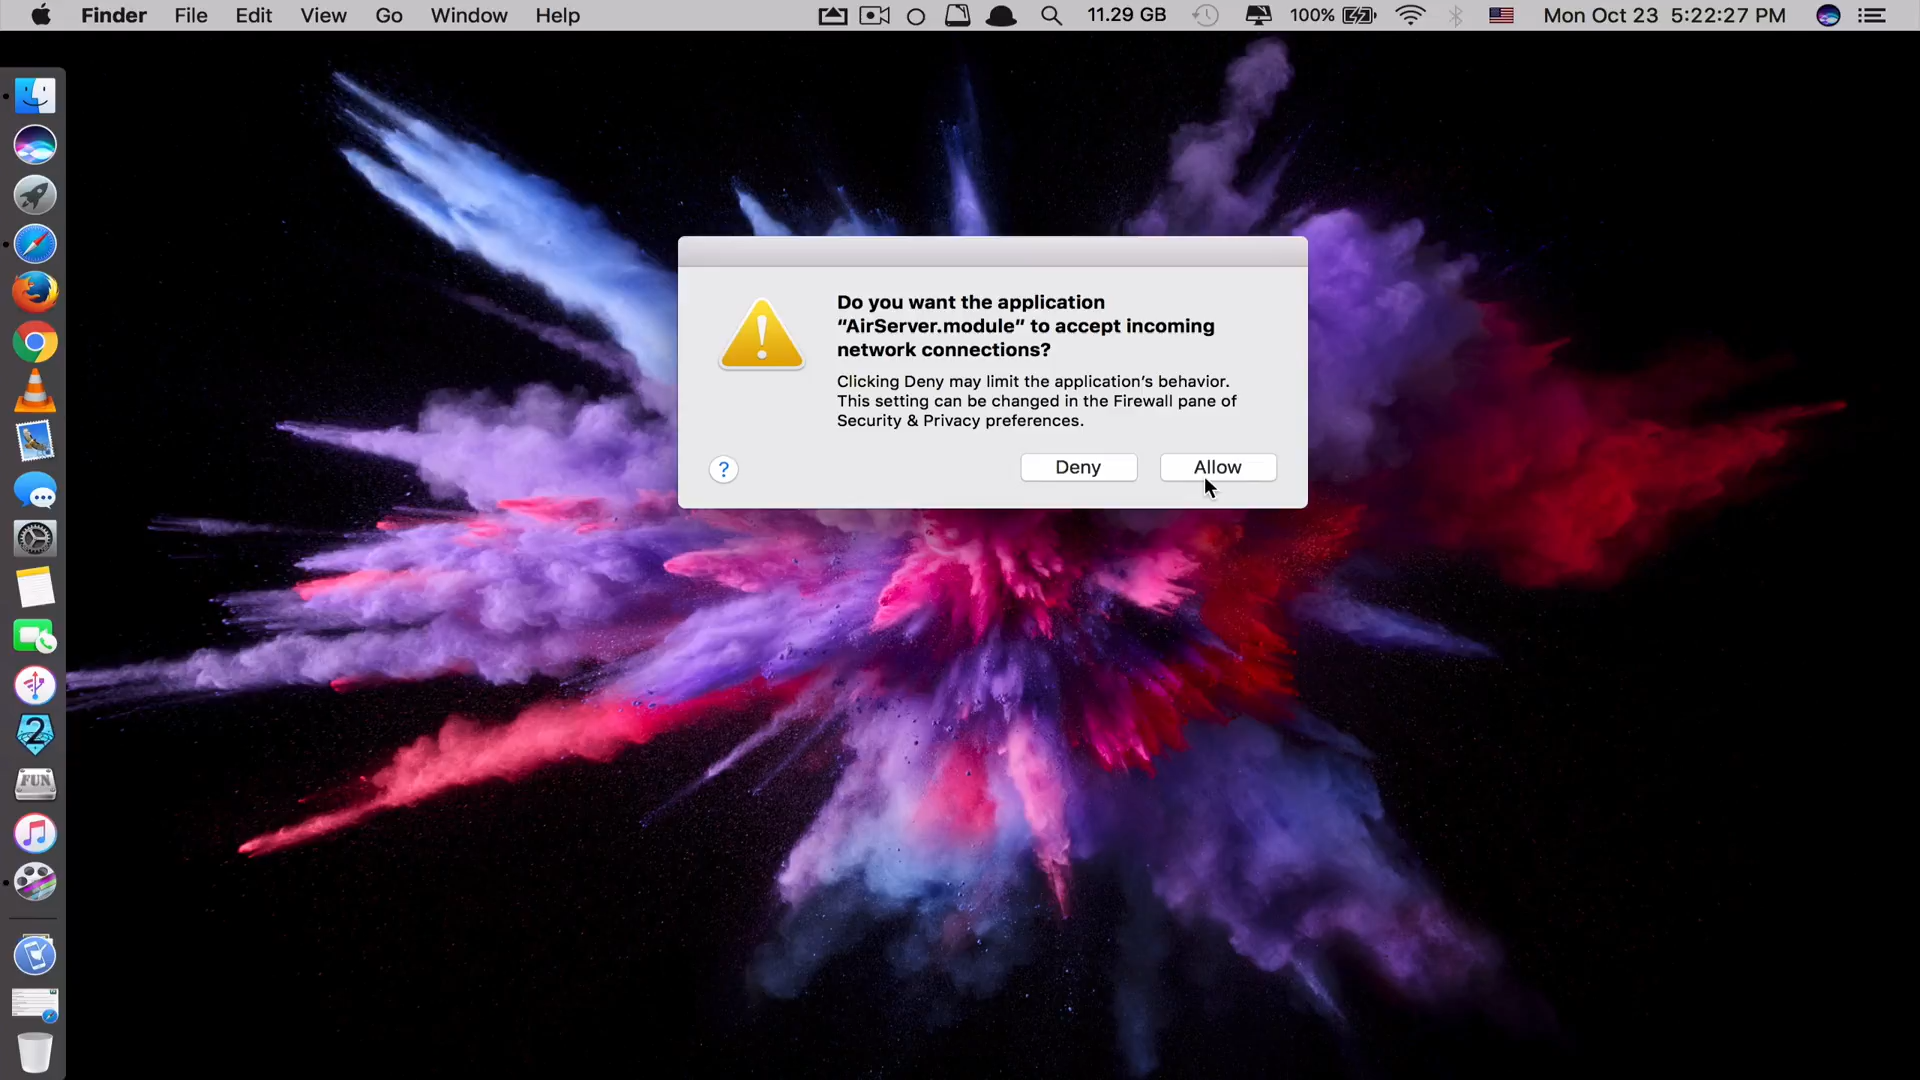 Finder File Edit View Go Window Help 11.29 GB 100% Mon Oct 23 5:22:27 PM
Do you want the application
“AirServer.module” to accept incoming
network connections?
Clicking Deny may limit the application’s behavior.
This setting can be changed in the Firewall pane of
Security & Privacy preferences.
? Deny Allow
2
FUN